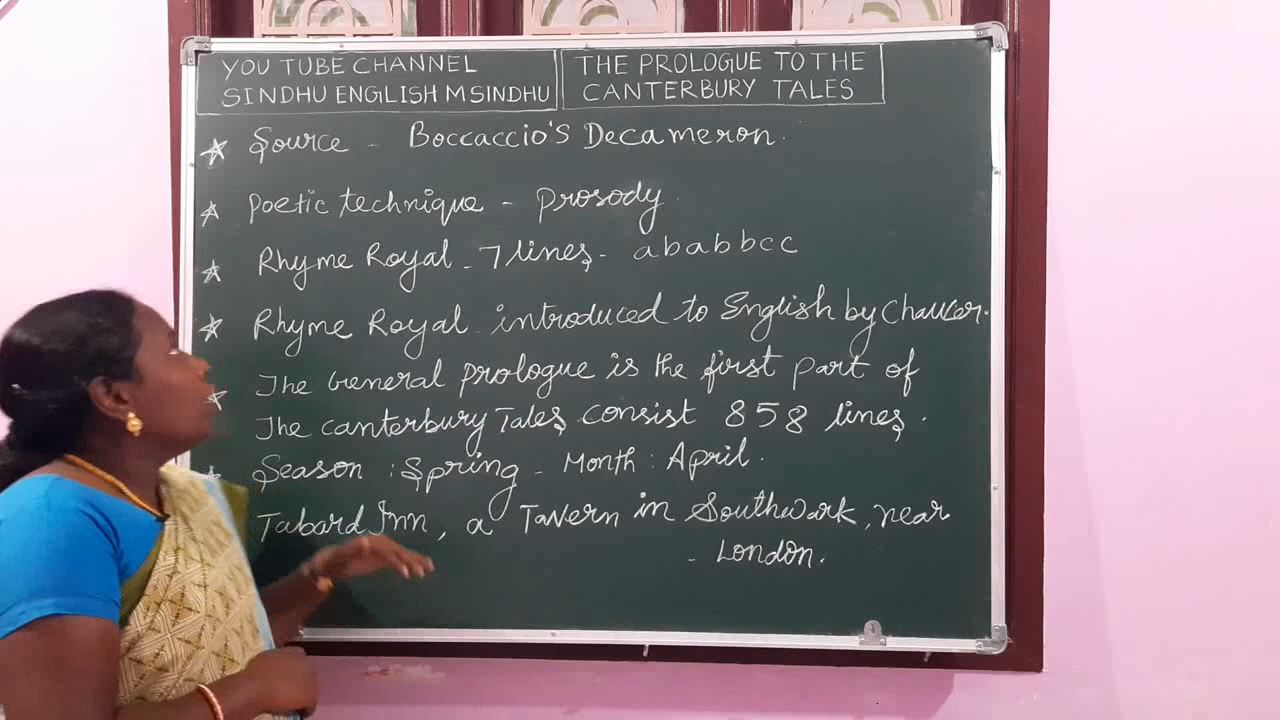 YOU TUBE CHANNEL
SINDHU ENGLISH M SINDHU
THE PROLOGUE TO THE
CANTERBURY TALES
Source - Boccaccio's Decameron.
Poetic technique - Prosody.
Rhyme Royal - 7 lines - ababbcc
Rhyme Royal - introduced to English by Chaucer.
The General prologue is the first part of
The canterbury Tales consist 858 lines.
Season : Spring - Month : April.
Tabard Inn, a Tavern in Southwark, near
- London.